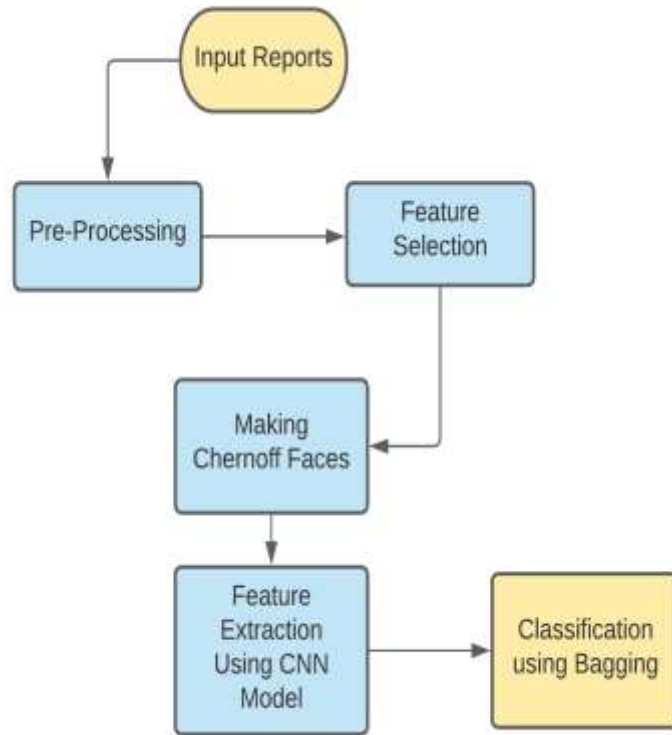 Input Reports
Pre-Processing
Feature
Selection
Making
Chernoff Faces
Feature
Extraction
Using CNN
Model
Classification
using Bagging